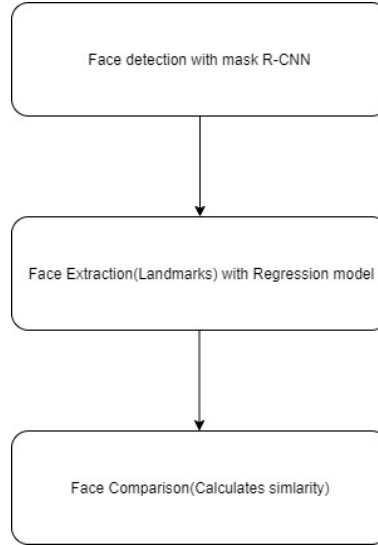 Face detection with mask R-CNN
Face Extraction(Landmarks) with Regression model
Face Comparison(Calculates simlarity)